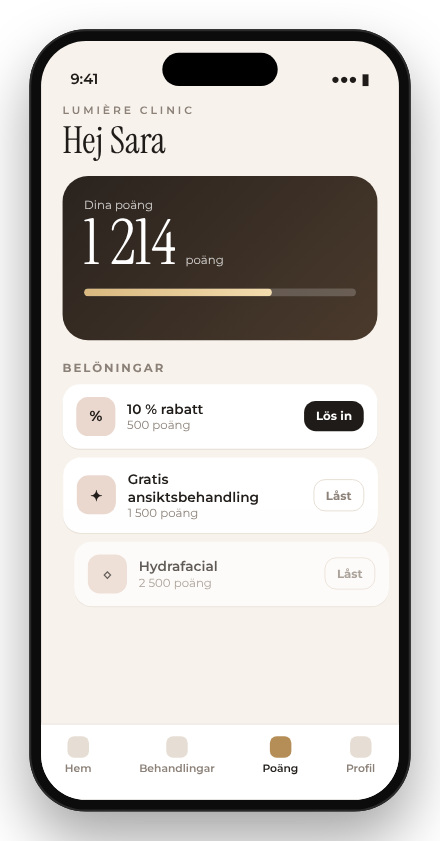 9:41
LUMIÈRE CLINIC
Hej Sara
Dina poäng
1 214 poäng
BELÖNINGAR
%
10 % rabatt
500 poäng
Lös in
Gratis
ansiktsbehandling
1 500 poäng
Låst
Hydrafacial
2 500 poäng
Låst
Hem
Behandlingar
Poäng
Profil